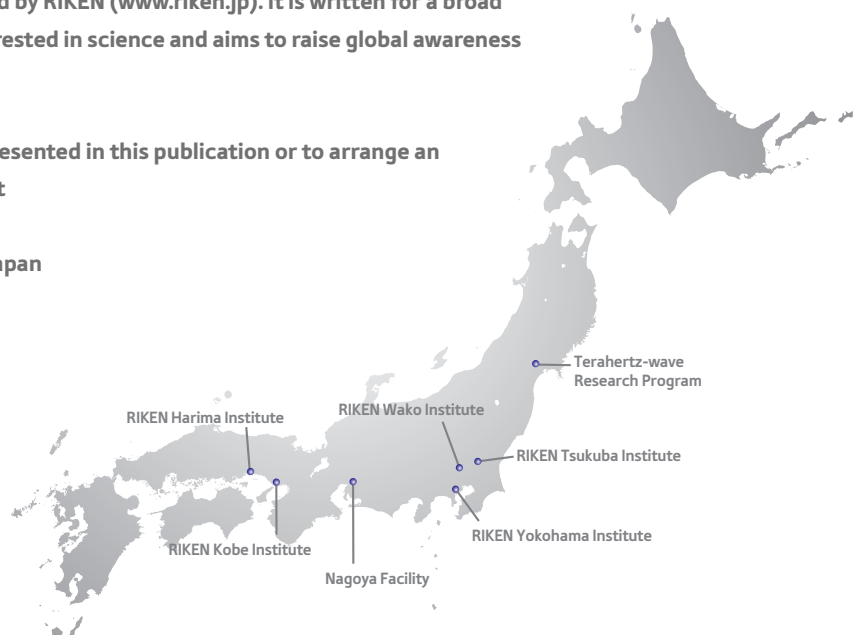 d by RIKEN (www.riken.jp). It is written for a broad
rested in science and aims to raise global awareness
esented in this publication or to arrange an
t
apan
Terahertz-wave
Research Program
RIKEN Harima Institute
RIKEN Wako Institute
RIKEN Tsukuba Institute
RIKEN Yokohama Institute
RIKEN Kobe Institute
Nagoya Facility